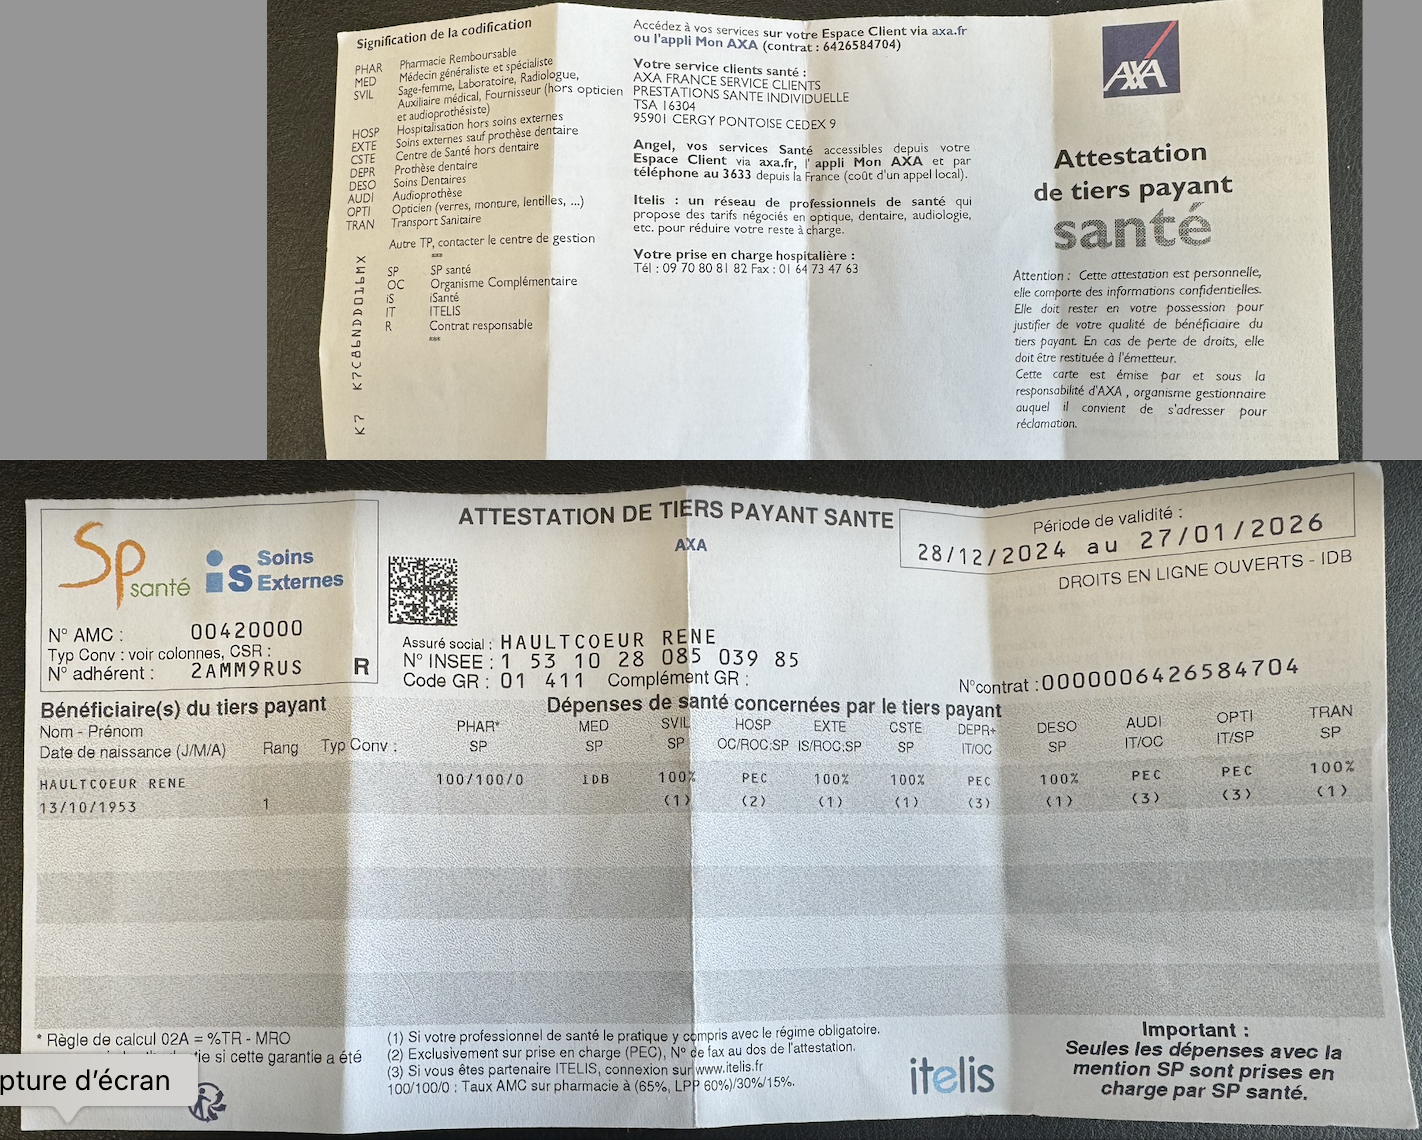 Signification de la codification
PHAR Pharmacie Remboursable
MED Médecin généraliste et spécialiste
SVIL Sage-femme, Laboratoire, Radiologue,
Auxiliaire médical, Fournisseur (hors opticien
et audioprothésiste)
HOSP Hospitalisation hors soins externes
EXTE Soins externes sauf prothèse dentaire
CSTE Centre de Santé hors dentaire
DEPR Prothèse dentaire
DESO Soins Dentaires
AUDI Audioprothèse
OPTI Opticien (verres, monture, lentilles, ...)
TRAN Transport Sanitaire
Autre TP, contacter le centre de gestion
***
SP SP santé
OC Organisme Complémentaire
iS iSanté
IT ITELIS
R Contrat responsable
***
K7 K7C86NDDD16MX
Accédez à vos services sur votre Espace Client via axa.fr
ou l'appli Mon AXA (contrat : 6426584704)
Votre service clients santé :
AXA FRANCE SERVICE CLIENTS
PRESTATIONS SANTE INDIVIDUELLE
TSA 16304
95901 CERGY PONTOISE CEDEX 9
Angel, vos services Santé accessibles depuis votre
Espace Client via axa.fr, l'appli Mon AXA et par
téléphone au 3633 depuis la France (coût d'un appel local).
Itelis : un réseau de professionnels de santé qui
propose des tarifs négociés en optique, dentaire, audiologie,
etc. pour réduire votre reste à charge.
Votre prise en charge hospitalière :
Tél : 09 70 80 81 82 Fax : 01 64 73 47 63
AXA
Attestation
de tiers payant
santé
Attention : Cette attestation est personnelle,
elle comporte des informations confidentielles.
Elle doit rester en votre possession pour
justifier de votre qualité de bénéficiaire du
tiers payant. En cas de perte de droits, elle
doit être restituée à l'émetteur.
Cette carte est émise par et sous la
responsabilité d'AXA , organisme gestionnaire
auquel il convient de s'adresser pour
réclamation.
Sp santé
is Soins Externes
N° AMC : 00420000
Typ Conv : voir colonnes, CSR :
N° adhérent : 2AMM9RUS
R
ATTESTATION DE TIERS PAYANT SANTE
AXA
Période de validité :
28/12/2024 au 27/01/2026
DROITS EN LIGNE OUVERTS - IDB
Assuré social : HAULTCOEUR RENE
N° INSEE : 1 53 10 28 085 039 85
Code GR : 01 411 Complément GR :
N°contrat : 0000006426584704
Bénéficiaire(s) du tiers payant
Dépenses de santé concernées par le tiers payant
Nom - Prénom PHAR* MED SVIL HOSP EXTE CSTE DEPR+ DESO AUDI OPTI TRAN
Date de naissance (J/M/A) Rang Typ Conv : SP SP SP OC/ROC;SP IS/ROC;SP SP IT/OC SP IT/OC IT/SP SP
HAULTCOEUR RENE 100/100/0 IDB 100% PEC 100% 100% PEC 100% PEC PEC 100%
13/10/1953 1 (1) (2) (1) (1) (3) (1) (3) (3) (1)
* Règle de calcul 02A = %TR - MRO
si cette garantie a été
pture d'écran
(1) Si votre professionnel de santé le pratique y compris avec le régime obligatoire.
(2) Exclusivement sur prise en charge (PEC), N° de fax au dos de l'attestation.
(3) Si vous êtes partenaire ITELIS, connexion sur www.itelis.fr
100/100/0 : Taux AMC sur pharmacie à (65%, LPP 60%)/30%/15%.
itelis
Important :
Seules les dépenses avec la
mention SP sont prises en
charge par SP santé.